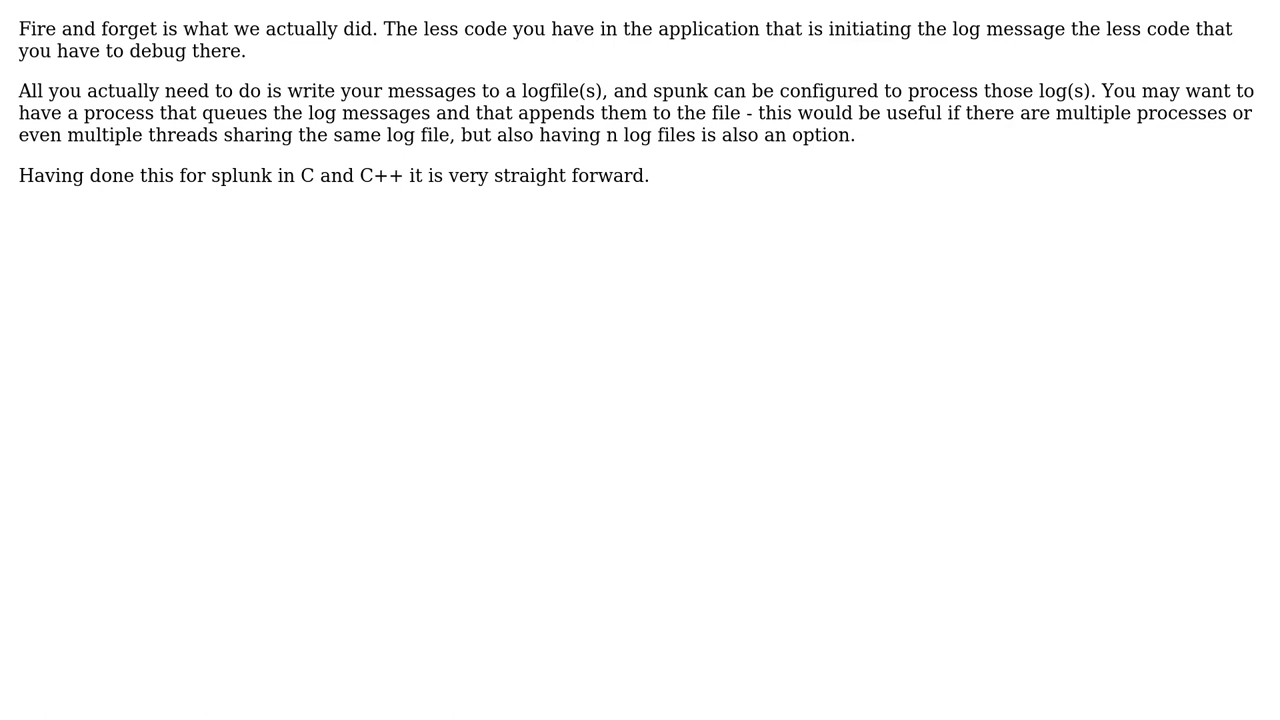 Fire and forget is what we actually did. The less code you have in the application that is initiating the log message the less code that
you have to debug there.
All you actually need to do is write your messages to a logfile(s), and spunk can be configured to process those log(s). You may want to
have a process that queues the log messages and that appends them to the file - this would be useful if there are multiple processes or
even multiple threads sharing the same log file, but also having n log files is also an option.
Having done this for splunk in C and C++ it is very straight forward.